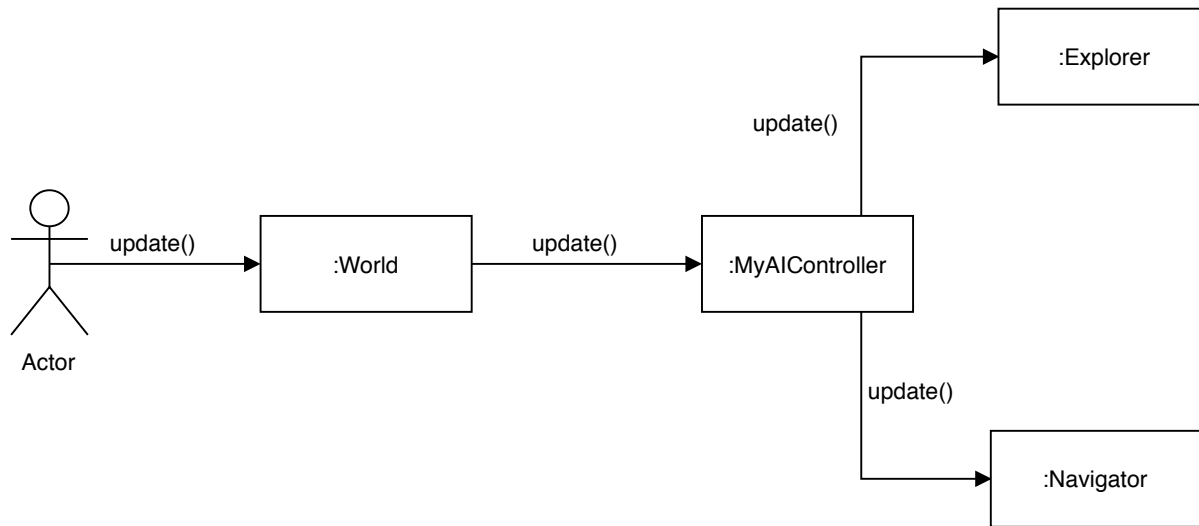 :Explorer
update()
update()
:World
update()
:MyAIController
Actor
update()
:Navigator